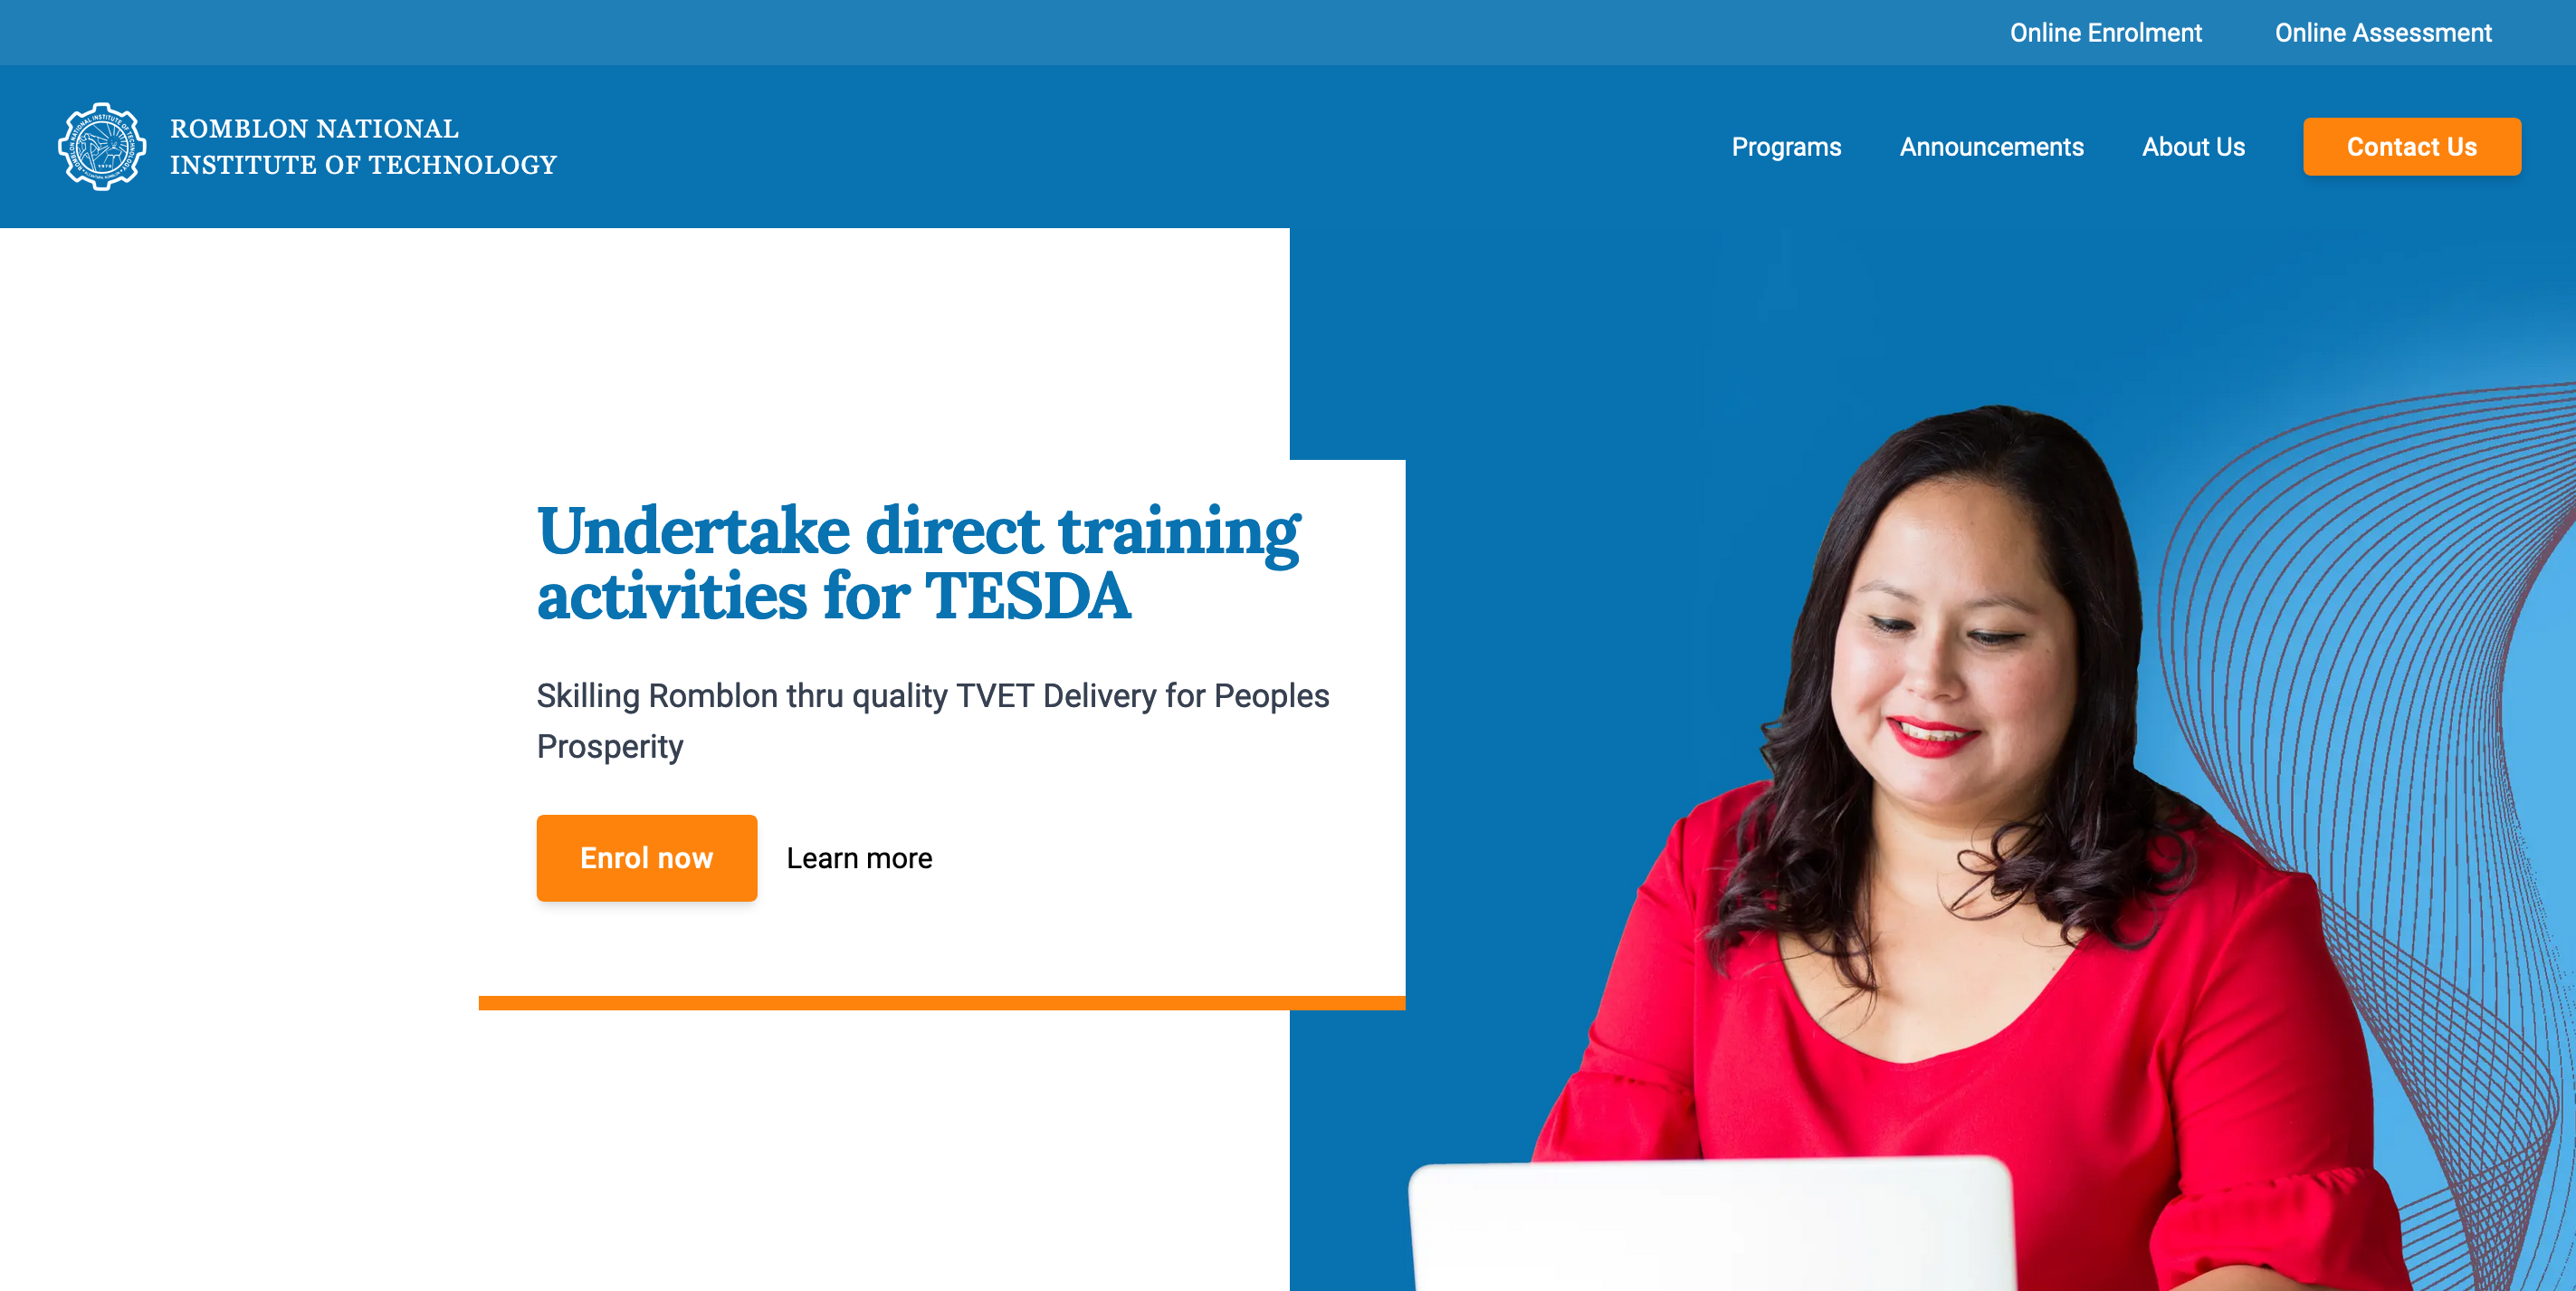 Online Enrolment
Online Assessment
ROMBLON NATIONAL
INSTITUTE OF TECHNOLOGY
Programs
Announcements
About Us
Contact Us
Undertake direct training
activities for TESDA
Skilling Romblon thru quality TVET Delivery for Peoples
Prosperity
Enrol now
Learn more